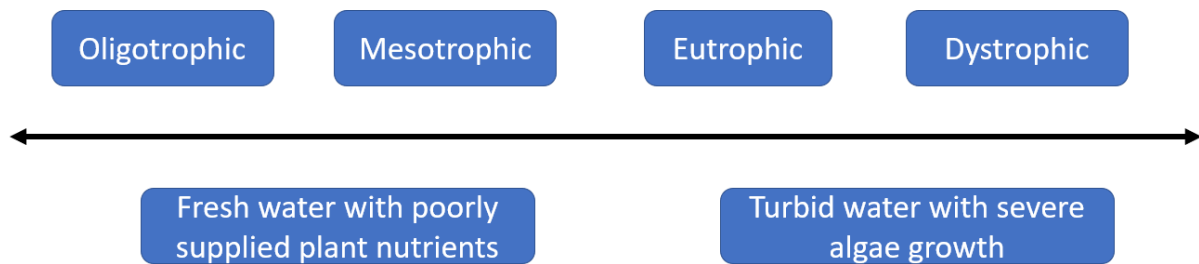 Oligotrophic
Mesotrophic
Eutrophic
Dystrophic
Fresh water with poorly
supplied plant nutrients
Turbid water with severe
algae growth